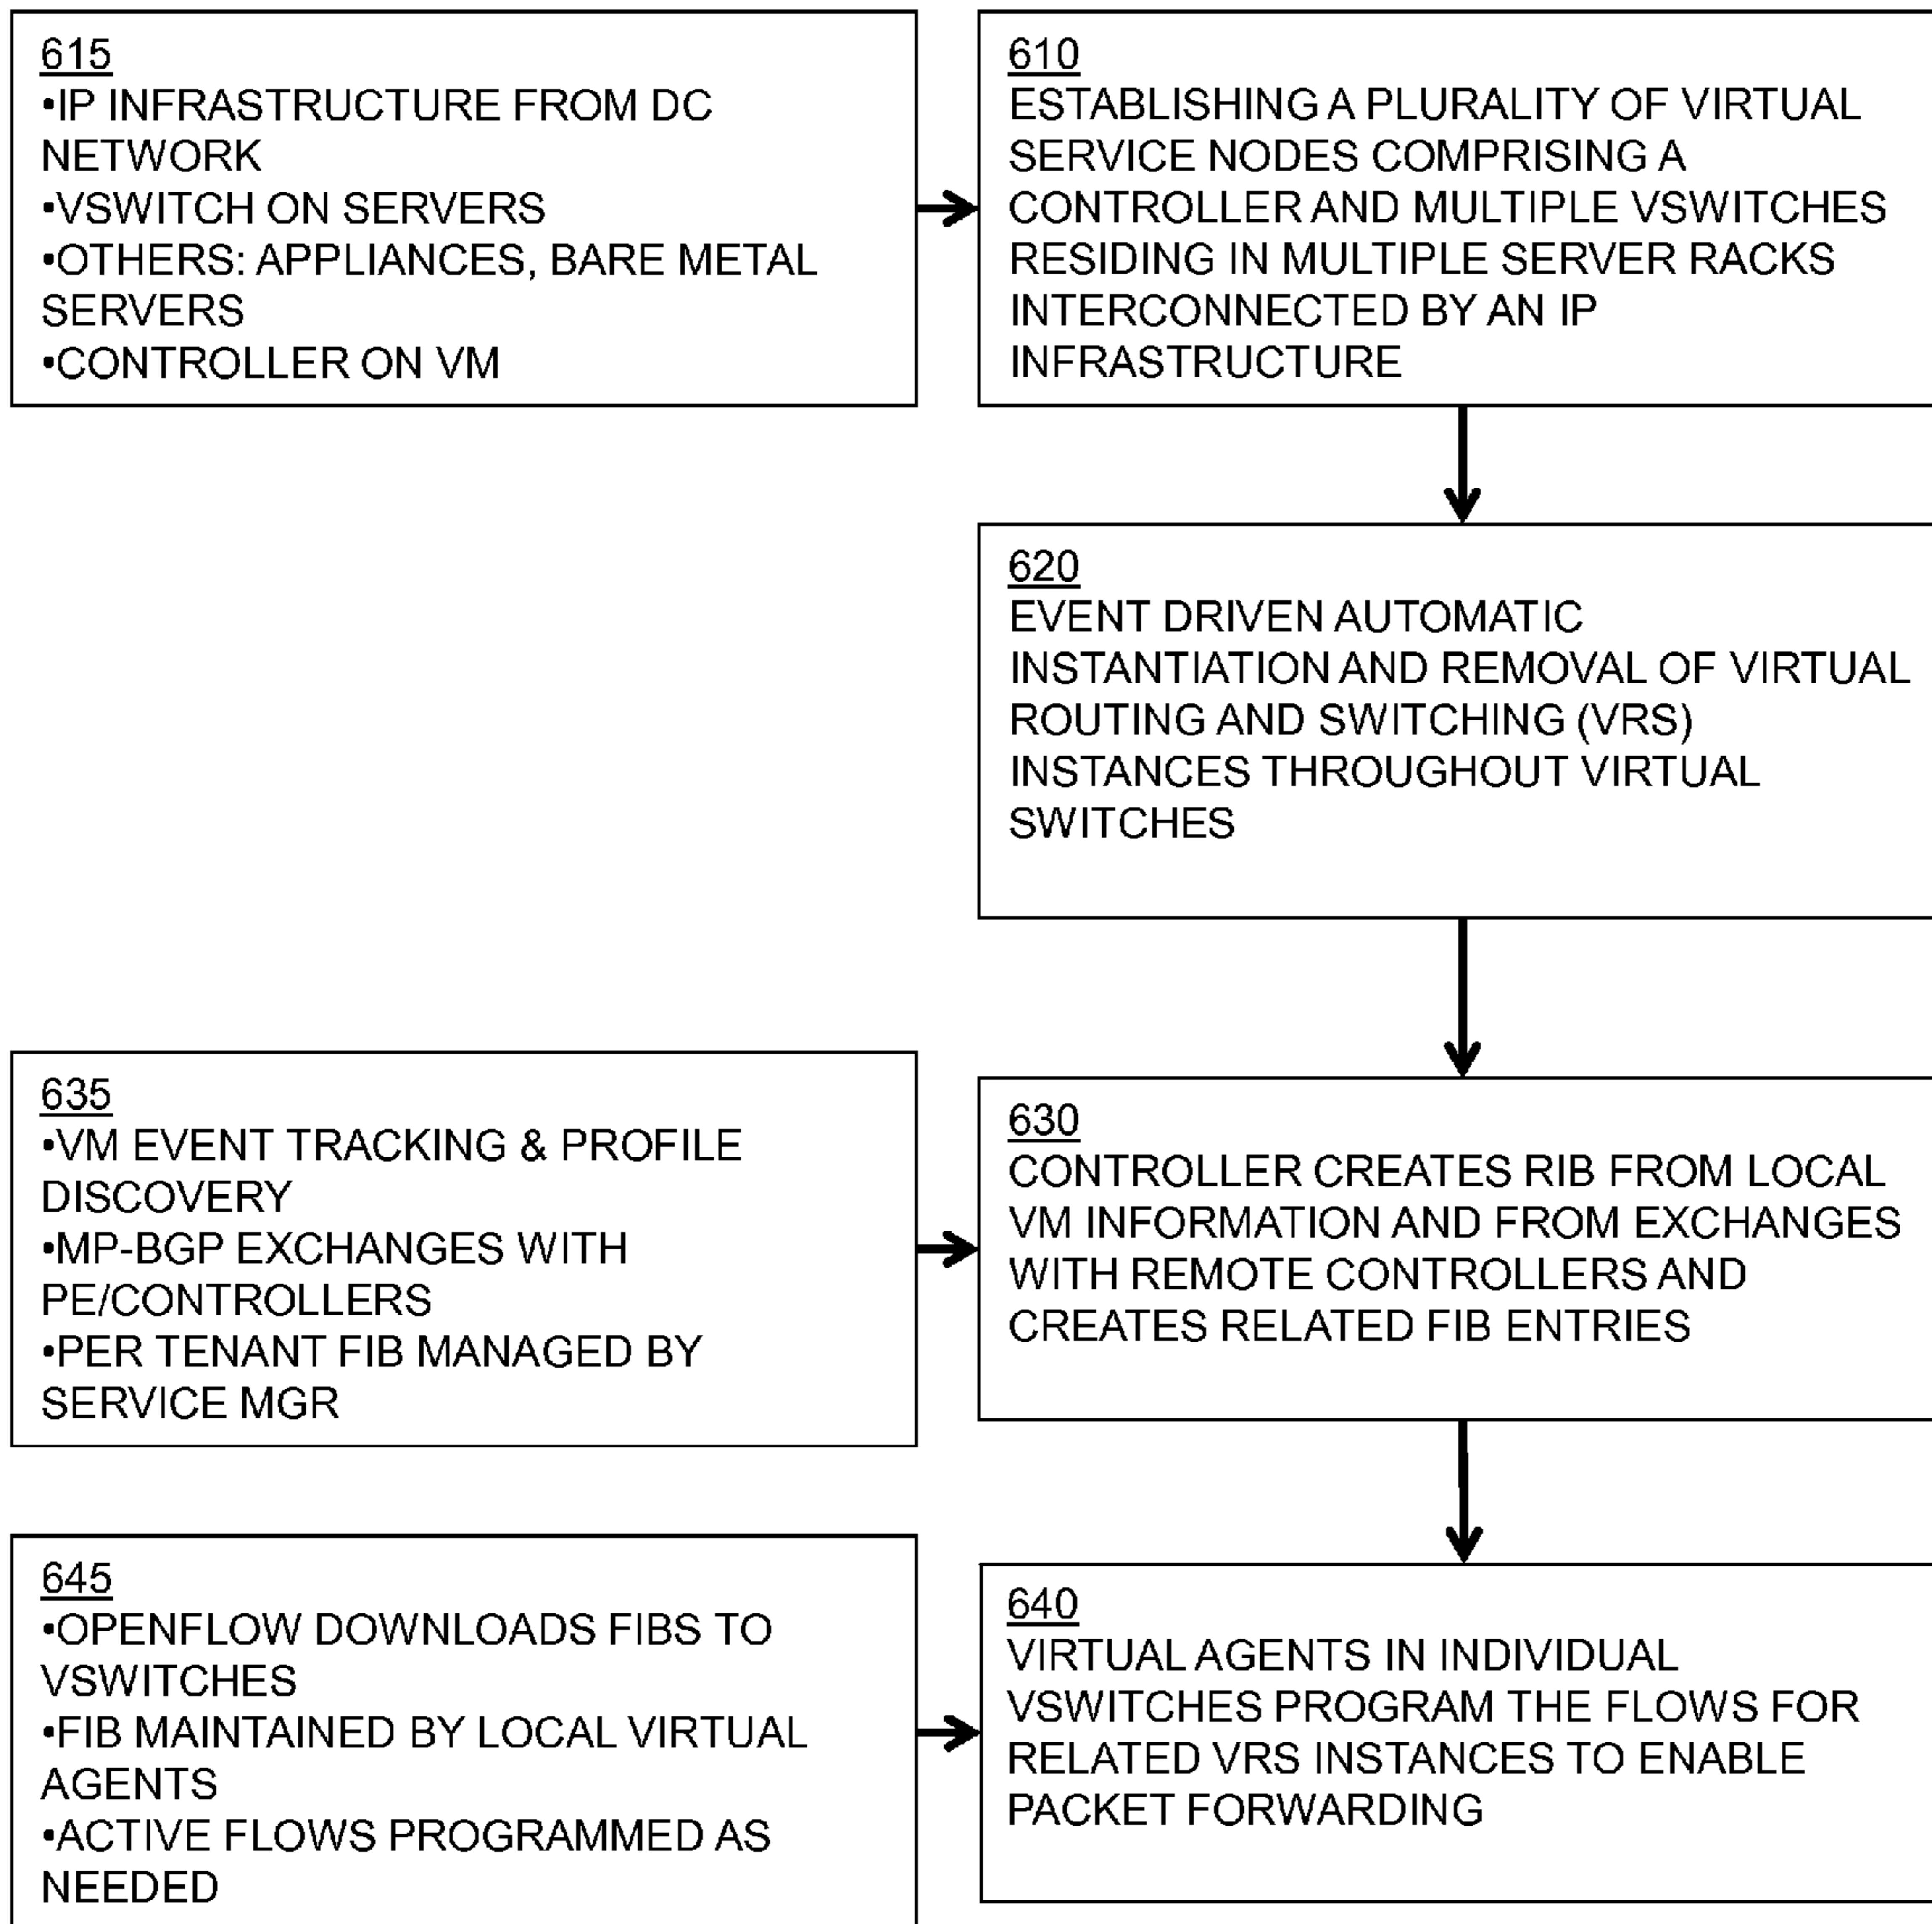 615
•IP INFRASTRUCTURE FROM DC
NETWORK
•VSWITCH ON SERVERS
•OTHERS: APPLIANCES, BARE METAL
SERVERS
•CONTROLLER ON VM
610
ESTABLISHING A PLURALITY OF VIRTUAL
SERVICE NODES COMPRISING A
CONTROLLER AND MULTIPLE VSWITCHES
RESIDING IN MULTIPLE SERVER RACKS
INTERCONNECTED BY AN IP
INFRASTRUCTURE
620
EVENT DRIVEN AUTOMATIC
INSTANTIATION AND REMOVAL OF VIRTUAL
ROUTING AND SWITCHING (VRS)
INSTANCES THROUGHOUT VIRTUAL
SWITCHES
635
•VM EVENT TRACKING & PROFILE
DISCOVERY
•MP-BGP EXCHANGES WITH
PE/CONTROLLERS
•PER TENANT FIB MANAGED BY
SERVICE MGR
630
CONTROLLER CREATES RIB FROM LOCAL
VM INFORMATION AND FROM EXCHANGES
WITH REMOTE CONTROLLERS AND
CREATES RELATED FIB ENTRIES
645
•OPENFLOW DOWNLOADS FIBS TO
VSWITCHES
•FIB MAINTAINED BY LOCAL VIRTUAL
AGENTS
•ACTIVE FLOWS PROGRAMMED AS
NEEDED
640
VIRTUAL AGENTS IN INDIVIDUAL
VSWITCHES PROGRAM THE FLOWS FOR
RELATED VRS INSTANCES TO ENABLE
PACKET FORWARDING